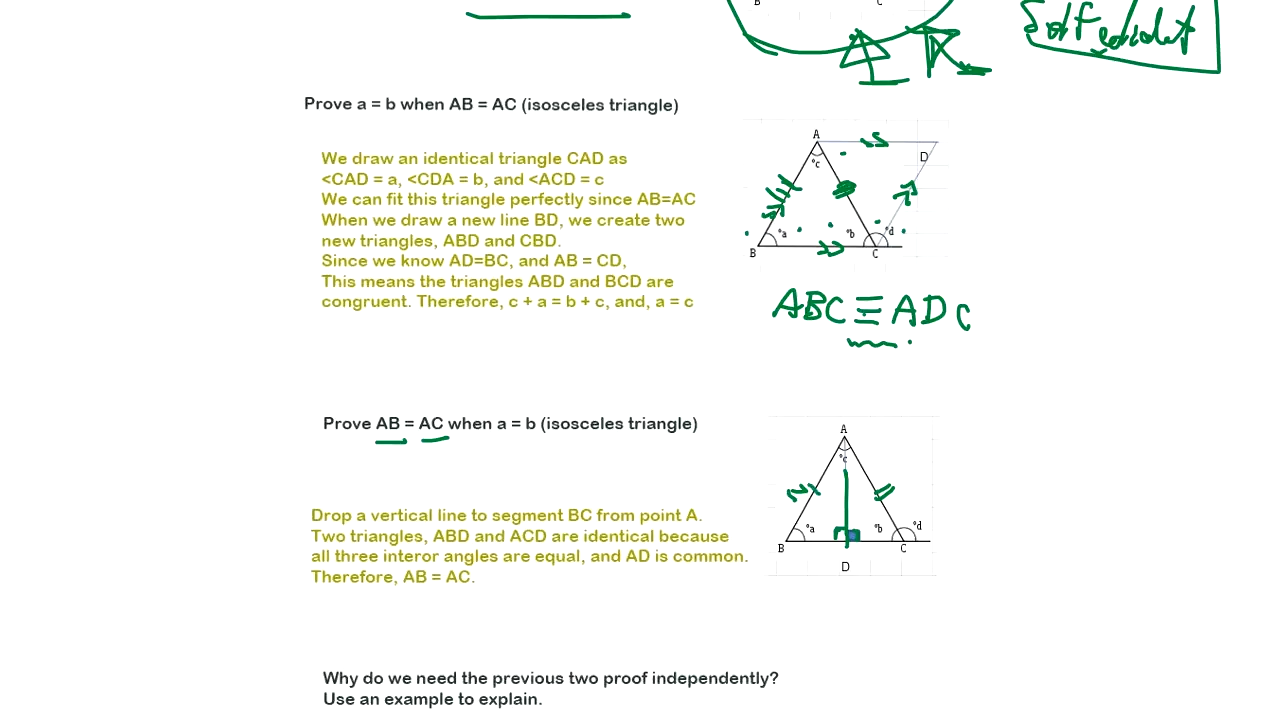 B C
Self evident
Prove a = b when AB = AC (isosceles triangle)
We draw an identical triangle CAD as
<CAD = a, <CDA = b, and <ACD = c
We can fit this triangle perfectly since AB=AC
When we draw a new line BD, we create two
new triangles, ABD and CBD.
Since we know AD=BC, and AB = CD,
This means the triangles ABD and BCD are
congruent. Therefore, c + a = b + c, and, a = c
A
D
°c
°a °b °d
B C
ABC ≡ ADC
Prove AB = AC when a = b (isosceles triangle)
A
°c
°a °b °d
B C
D
Drop a vertical line to segment BC from point A.
Two triangles, ABD and ACD are identical because
all three interor angles are equal, and AD is common.
Therefore, AB = AC.
Why do we need the previous two proof independently?
Use an example to explain.